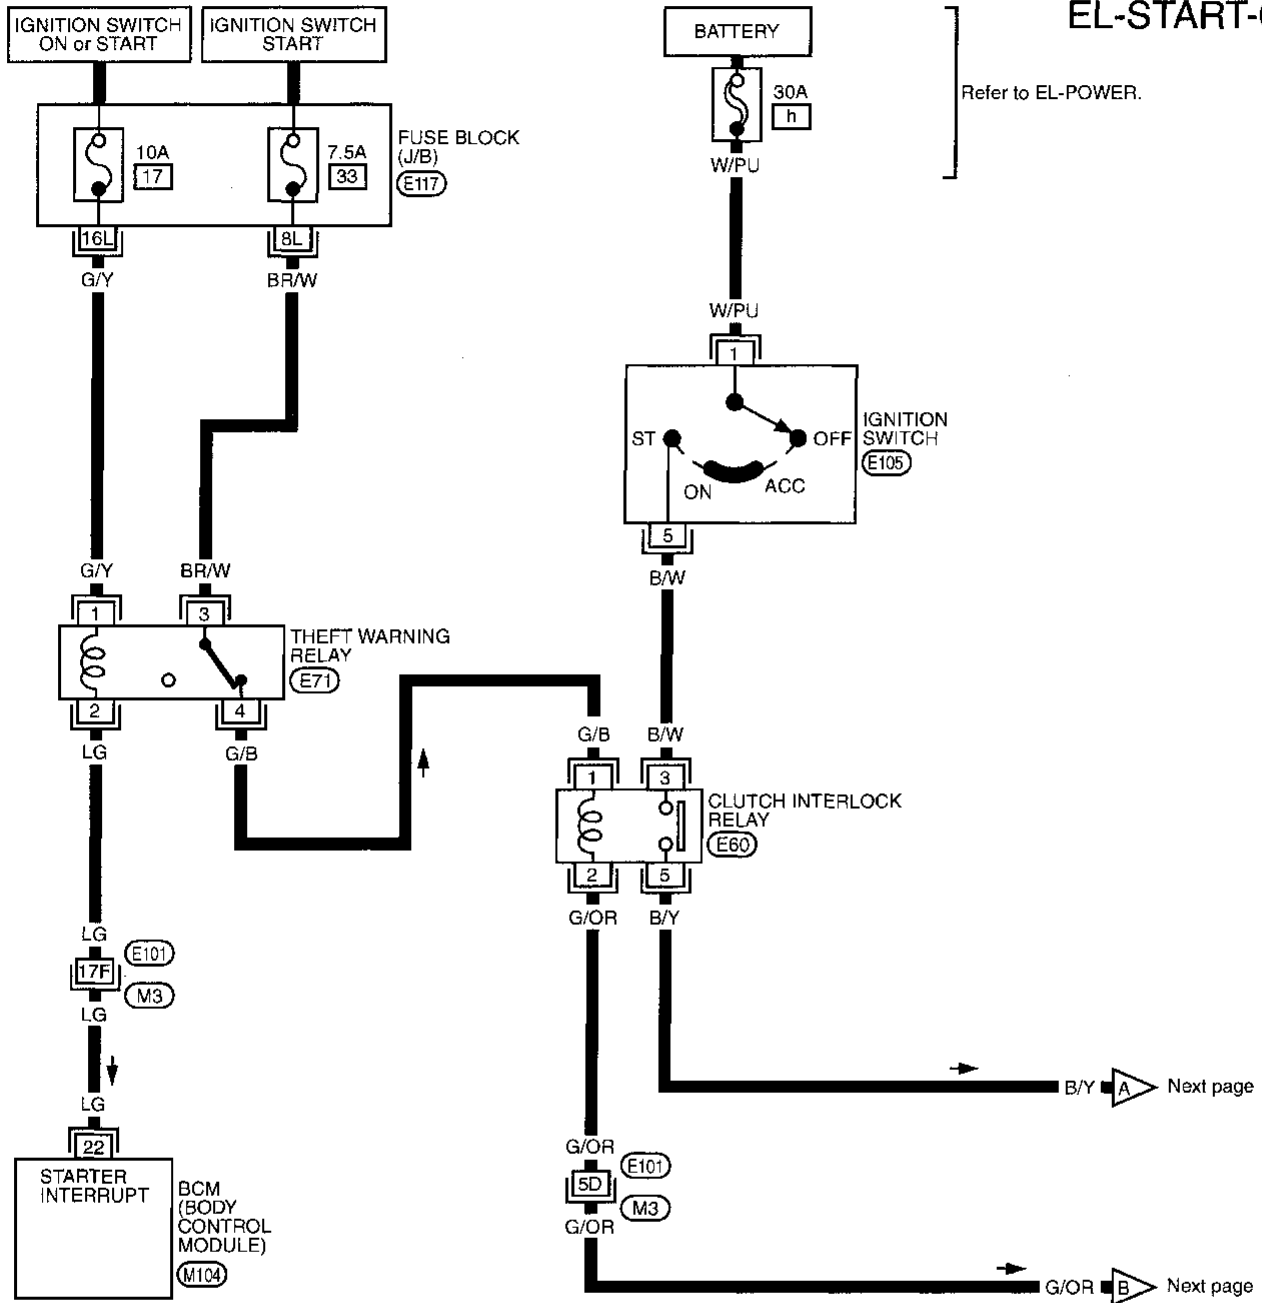 EL-START-
IGNITION SWITCH
ON or START
IGNITION SWITCH
START
BATTERY
Refer to EL-POWER.
30A
h
10A
17
7.5A
33
FUSE BLOCK
(J/B)
E117
W/PU
16L
8L
G/Y
BR/W
W/PU
1
IGNITION
SWITCH
E105
ST
OFF
ON
ACC
5
B/W
G/Y
BR/W
1
3
THEFT WARNING
RELAY
E71
2
4
LG
G/B
G/B
B/W
1
3
CLUTCH INTERLOCK
RELAY
E60
2
5
G/OR
B/Y
LG
E101
17F
M3
LG
LG
22
STARTER
INTERRUPT
BCM
(BODY
CONTROL
MODULE)
M104
B/Y
A
Next page
G/OR
E101
5D
M3
G/OR
G/OR
B
Next page